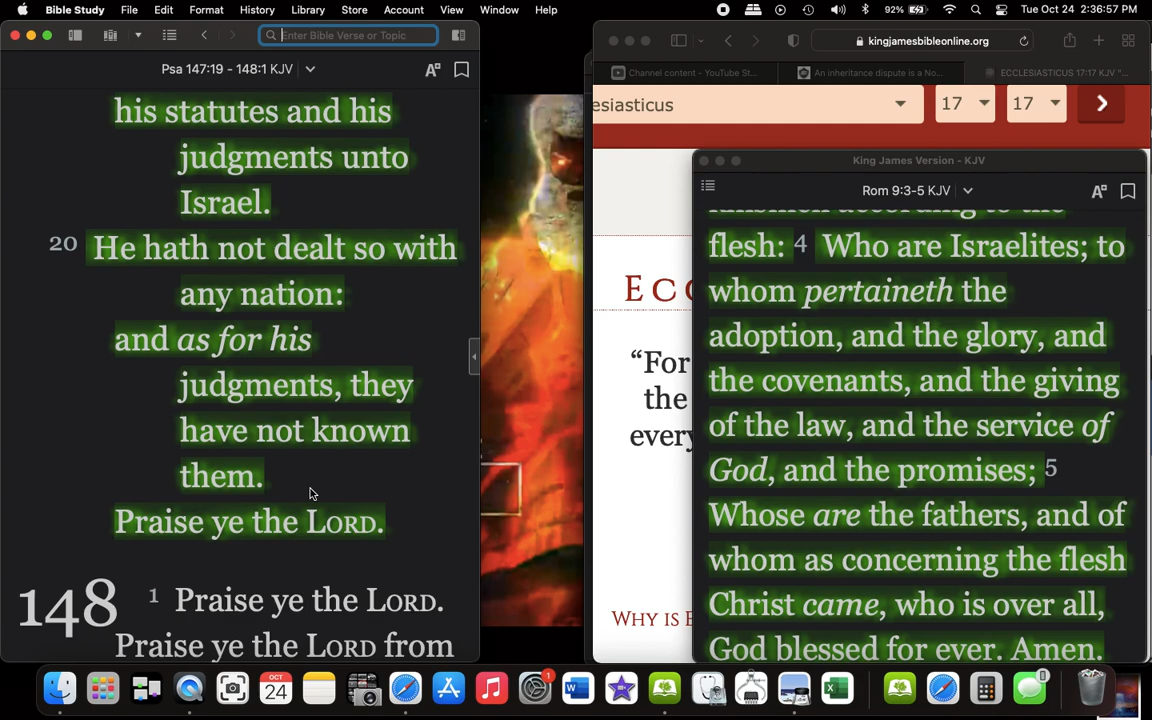 Bible Study File Edit Format History Library Store Account View Window Help 92% Tue Oct 24 2:36:57 PM
Enter Bible Verse or Topic
Psa 147:19 - 148:1 KJV
his statutes and his
judgments unto
Israel.
20 He hath not dealt so with
any nation:
and as for his
judgments, they
have not known
them.
Praise ye the LORD.
148 1 Praise ye the LORD.
Praise ye the LORD from
kingjamesbibleonline.org
Channel content - YouTube St...
An inheritance dispute is a No...
ECCLESIASTICUS 17:17 KJV "...
esiasticus 17 17
Ecc
“For
the
every
Why is E
King James Version - KJV
Rom 9:3-5 KJV
kinsmen according to the
flesh: 4 Who are Israelites; to
whom pertaineth the
adoption, and the glory, and
the covenants, and the giving
of the law, and the service of
God, and the promises; 5
Whose are the fathers, and of
whom as concerning the flesh
Christ came, who is over all,
God blessed for ever. Amen.
OCT
24
1